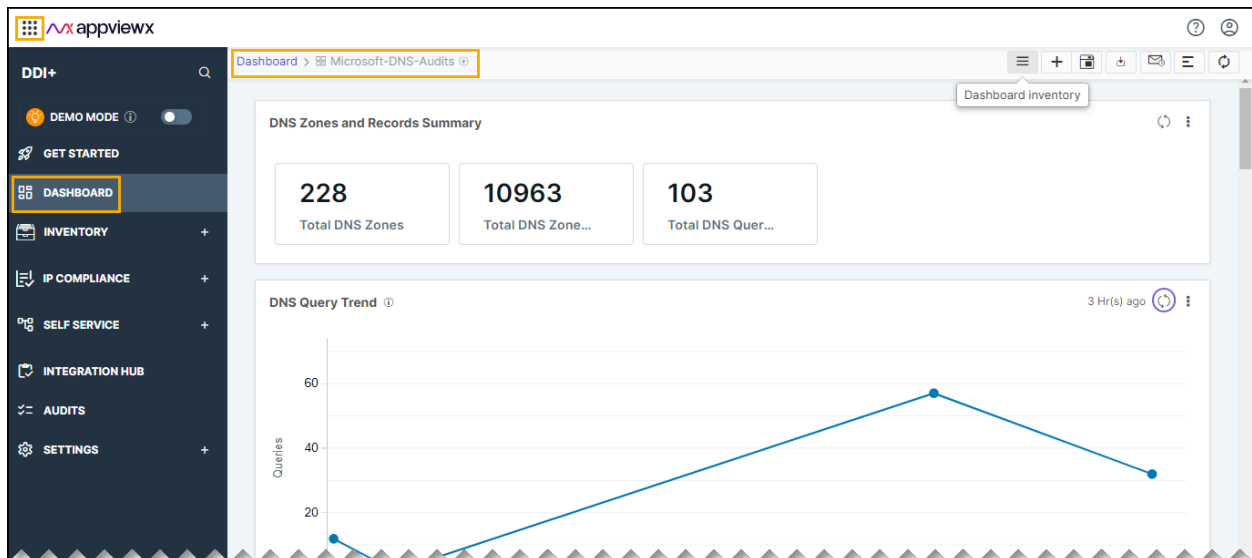 appviewx
DDI+
Dashboard > Microsoft-DNS-Audits
Dashboard inventory
DEMO MODE
GET STARTED
DASHBOARD
INVENTORY +
IP COMPLIANCE +
SELF SERVICE +
INTEGRATION HUB
AUDITS
SETTINGS +
DNS Zones and Records Summary
228
Total DNS Zones
10963
Total DNS Zone...
103
Total DNS Quer...
DNS Query Trend
3 Hr(s) ago
60
40
20
Queries